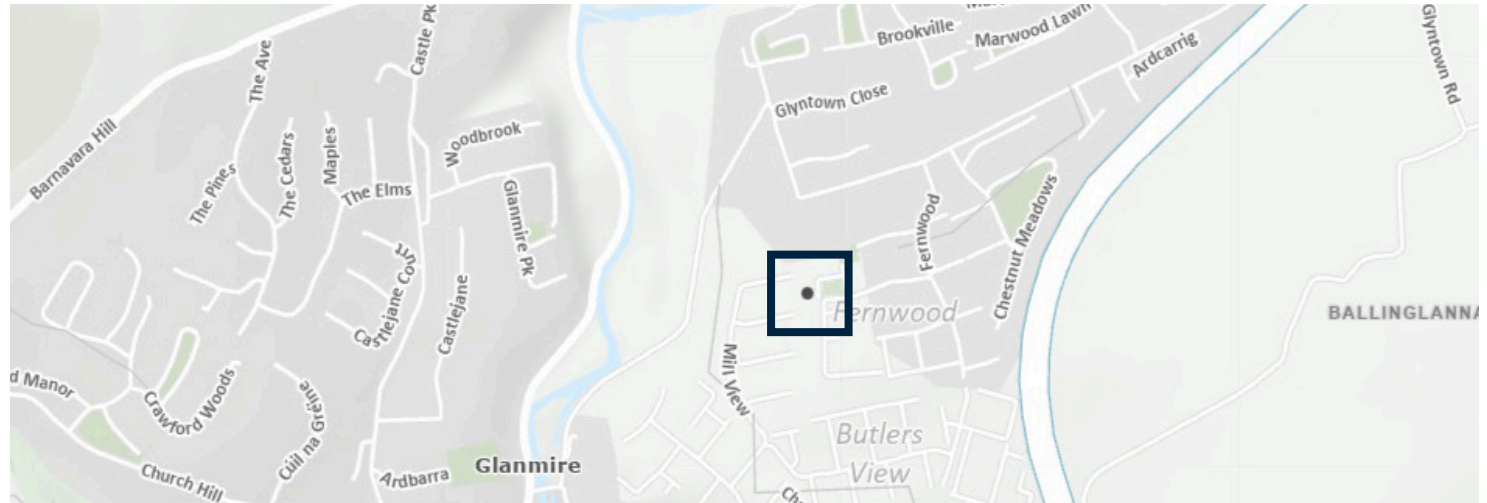 Castle Pk
The Ave
Brookville
Marwood Lawn
Ardcarrig
Glyntown Rd
Glyntown Close
Barnavara Hill
Woodbrook
The Cedars
Maples
The Pines
The Elms
Glanmire Pk
Fernwood
Chestnut Meadows
Castlejane Court
Castlejane
Fernwood
BALLINGLANNA
Mill View
d Manor
Crawford Woods
Cúil na Gréine
Butlers
View
Glanmire
Church Hill
Ardbarra